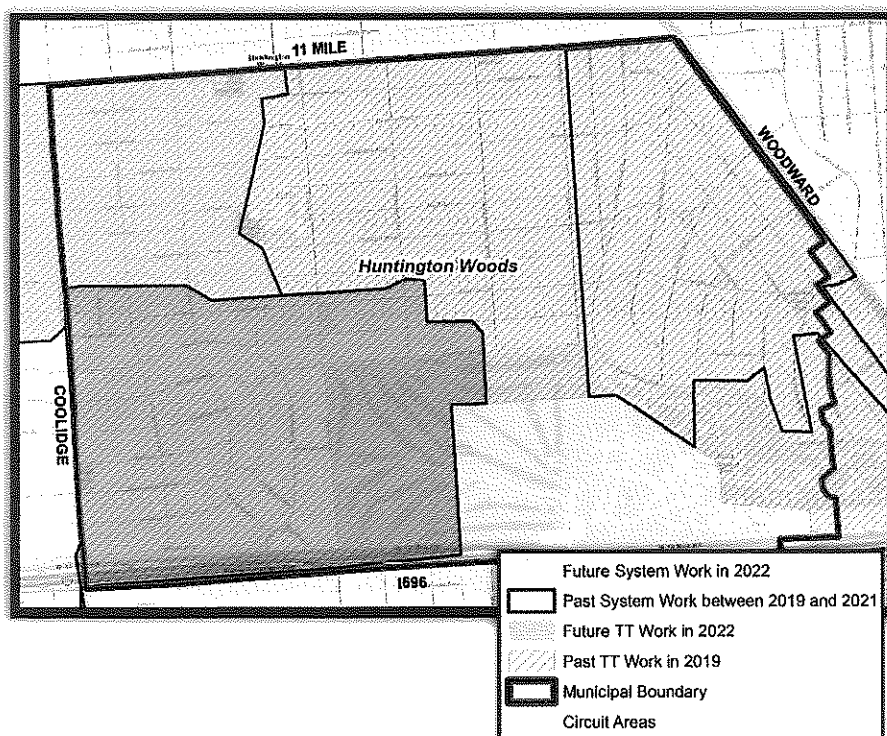 11 MILE
WOODWARD
Huntington Woods
COOLIDGE
I696
Future System Work in 2022
Past System Work between 2019 and 2021
Future TT Work in 2022
Past TT Work in 2019
Municipal Boundary
Circuit Areas